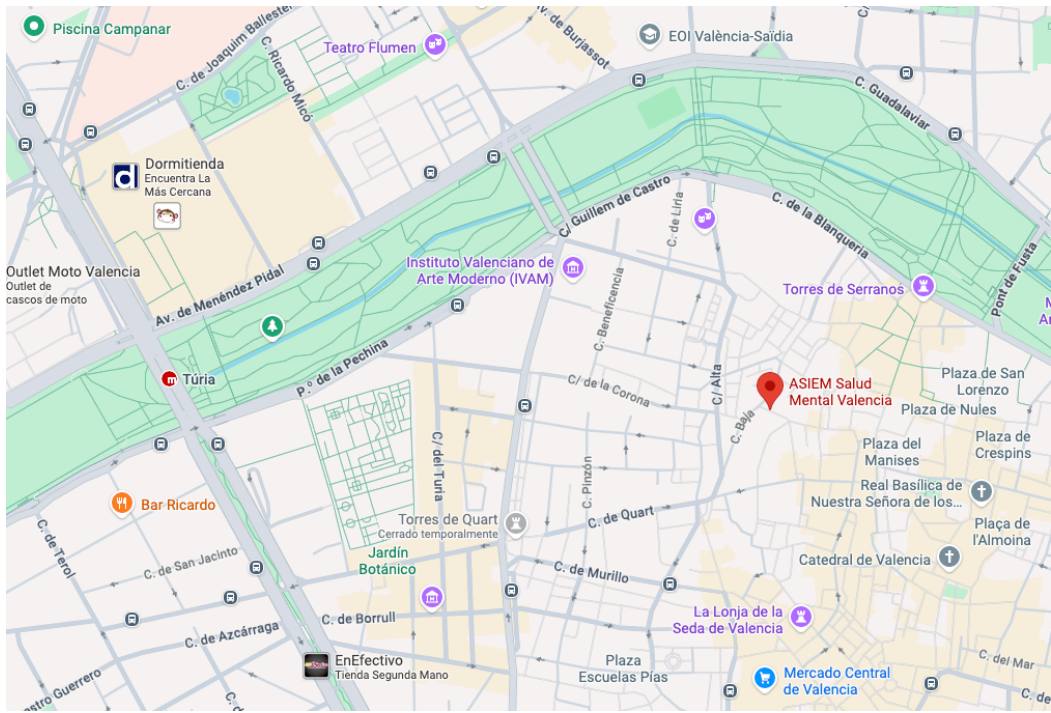 Piscina Campanar
C. de Joaquim Ballester
C. Ricardo Micó
Teatro Flumen
Av. de Burjassot
EOI València-Saïdia
C. Guadalaviar
Dormitienda
Encuentra La
Más Cercana
C/ Guillem de Castro
C. de Liria
C. de la Blanqueria
Outlet Moto Valencia
Outlet de
cascos de moto
Av. de Menéndez Pidal
Instituto Valenciano de
Arte Moderno (IVAM)
C. Beneficencia
Torres de Serranos
Pont de Fusta
M
Ar
Túria
P.º de la Pechina
C/ de la Corona
C/ Alta
C. Baja
ASIEM Salud
Mental Valencia
Plaza de San
Lorenzo
Plaza de Nules
Plaza del
Manises
Plaza de
Crespins
C/ del Turia
C. Pinzón
Bar Ricardo
Real Basílica de
Nuestra Señora de los...
Torres de Quart
Cerrado temporalmente
C. de Quart
Plaça de
l'Almoina
C. de Terol
C. de San Jacinto
Jardín
Botánico
Catedral de Valencia
C. de Murillo
C. de Borrull
La Lonja de la
Seda de Valencia
C. de Azcárraga
EnEfectivo
Tienda Segunda Mano
Plaza
Escuelas Pías
Mercado Central
de Valencia
C. del Mar
astro Guerrero
C. de